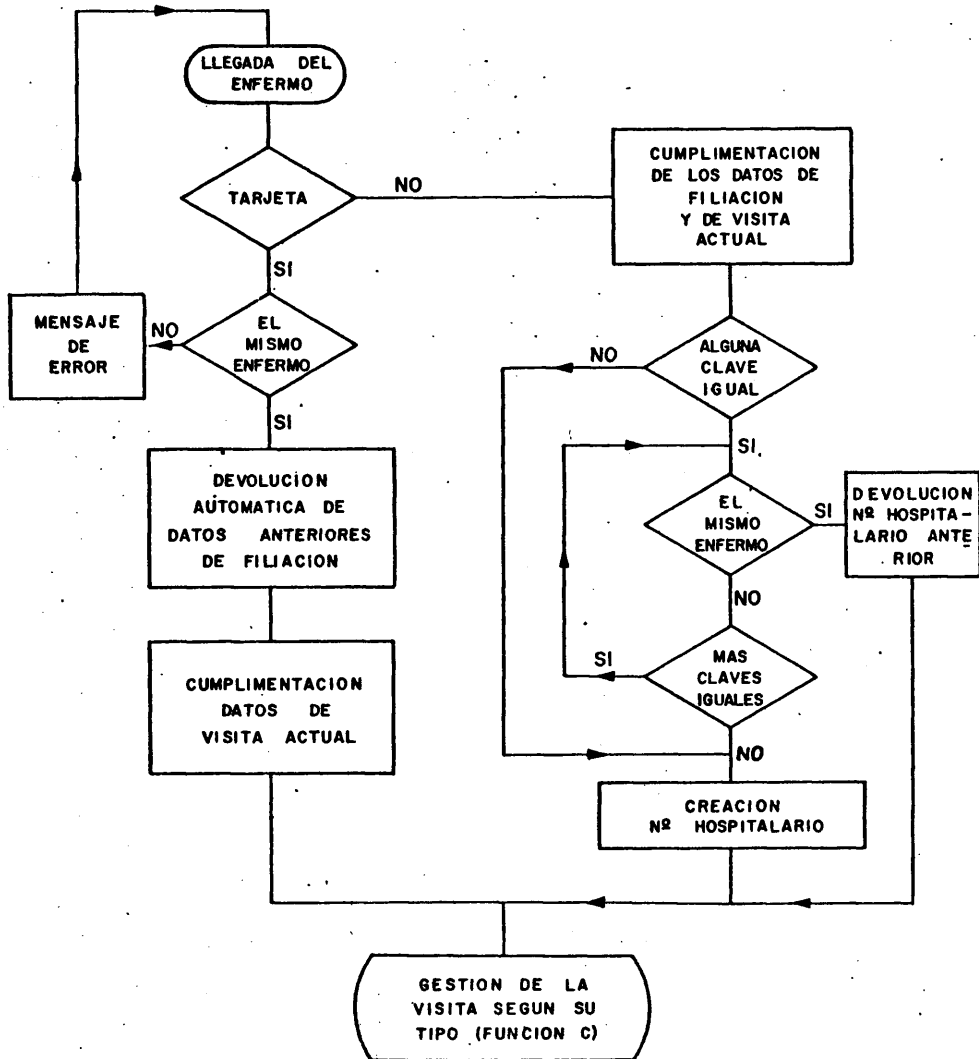 LLEGADA DEL
ENFERMO
TARJETA
NO
SI
EL
MISMO
ENFERMO
NO
MENSAJE
DE
ERROR
SI
DEVOLUCION
AUTOMATICA DE
DATOS ANTERIORES
DE FILIACION
CUMPLIMENTACION
DATOS DE
VISITA ACTUAL
CUMPLIMENTACION
DE LOS DATOS DE
FILIACION
Y DE VISITA
ACTUAL
ALGUNA
CLAVE
IGUAL
NO
SI
EL
MISMO
ENFERMO
SI
DEVOLUCION
Nº HOSPITA-
LARIO ANTE
RIOR
NO
MAS
CLAVES
IGUALES
SI
NO
CREACION
Nº HOSPITALARIO
GESTION DE LA
VISITA SEGUN SU
TIPO (FUNCION C)